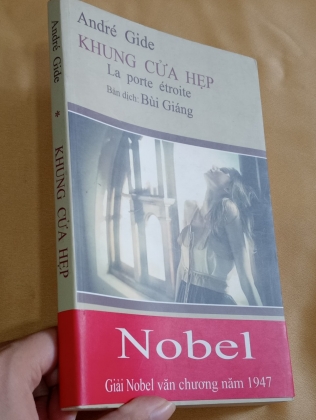 André Gide
KHUNG CỬA HẸP
La porte étroite
Bản dịch: Bùi Giáng
André Gide * KHUNG CỬA HẸP
Nobel
Giải Nobel văn chương năm 1947